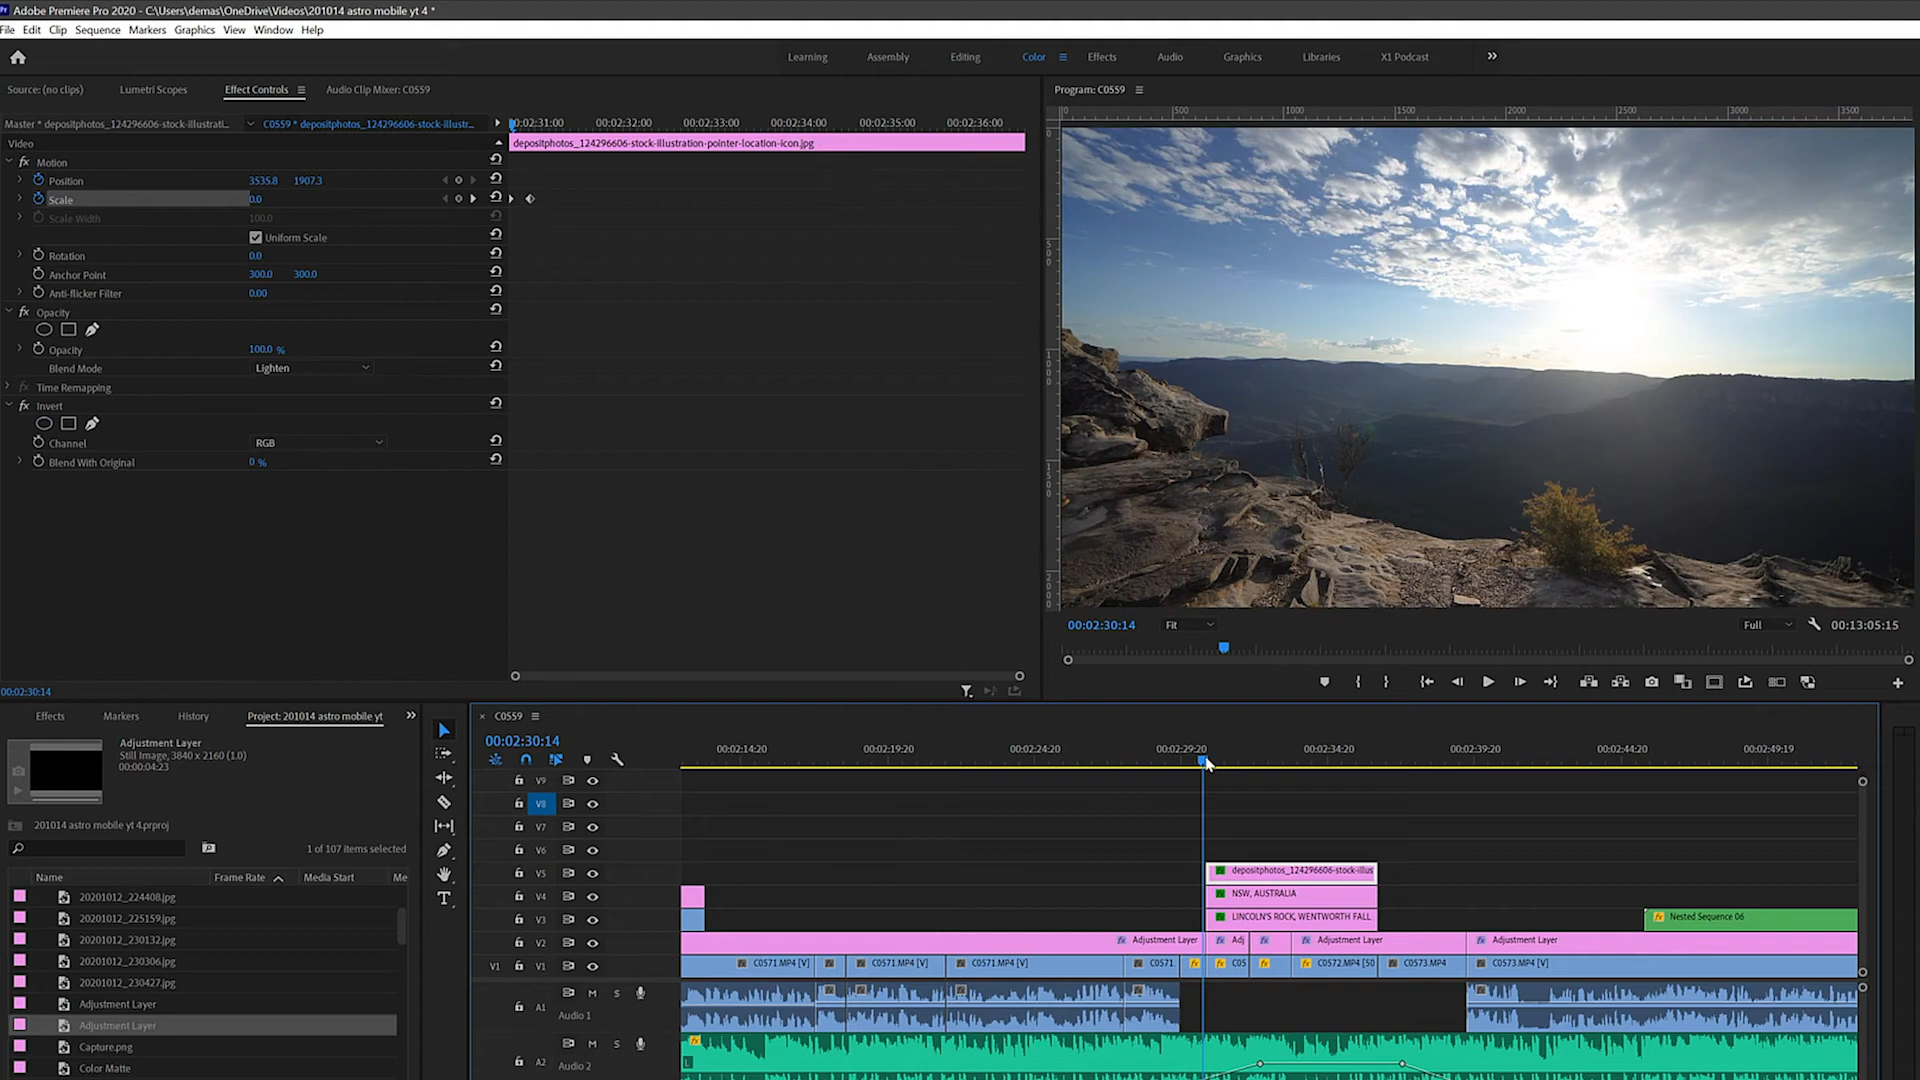 Adobe Premiere Pro 2020 - C:\Users\demas\OneDrive\Videos\201014 astro mobile yt 4 *
File Edit Clip Sequence Markers Graphics View Window Help
Learning Assembly Editing Color Effects Audio Graphics Libraries X1 Podcast
Source: (no clips) Lumetri Scopes Effect Controls Audio Clip Mixer: C0559
Program: C0559
Master * depositphotos_124296606-stock-illustrati... C0559 * depositphotos_124296606-stock-illustr...
00:02:31:00 00:02:32:00 00:02:33:00 00:02:34:00 00:02:35:00 00:02:36:00
0 500 1000 1500 2000 2500 3000 3500
Video
depositphotos_124296606-stock-illustration-pointer-location-icon.jpg
fx Motion
Position 3535.8 1907.3
Scale 0.0
Scale Width 100.0
Uniform Scale
Rotation 0.0
Anchor Point 300.0 300.0
Anti-flicker Filter 0.00
fx Opacity
Opacity 100.0 %
Blend Mode Lighten
fx Time Remapping
fx Invert
Channel RGB
Blend With Original 0 %
00:02:30:14 Fit Full 00:13:05:15
00:02:30:14
Effects Markers History Project: 201014 astro mobile yt
Adjustment Layer
Still Image, 3840 x 2160 (1.0)
00:00:04:23
201014 astro mobile yt 4.prproj
1 of 107 items selected
Name Frame Rate Media Start Me
20201012_224408.jpg
20201012_225159.jpg
20201012_230132.jpg
20201012_230306.jpg
20201012_230427.jpg
Adjustment Layer
Adjustment Layer
Capture.png
Color Matte
× C0559
00:02:30:14
00:02:14:20 00:02:19:20 00:02:24:20 00:02:29:20 00:02:34:20 00:02:39:20 00:02:44:20 00:02:49:19
V9
V8
V7
V6
V5 depositphotos_124296606-stock-illus
V4 NSW, AUSTRALIA
V3 LINCOLN'S ROCK, WENTWORTH FALL Nested Sequence 06
V2 Adjustment Layer Adj Adjustment Layer Adjustment Layer
V1 V1 C0571.MP4 [V] C0571.MP4 [V] C0571.MP4 [V] C0571. C05 C0572.MP4 [50 C0573.MP4 C0573.MP4 [V]
M S
A1 Audio 1
M S
A2 Audio 2
L